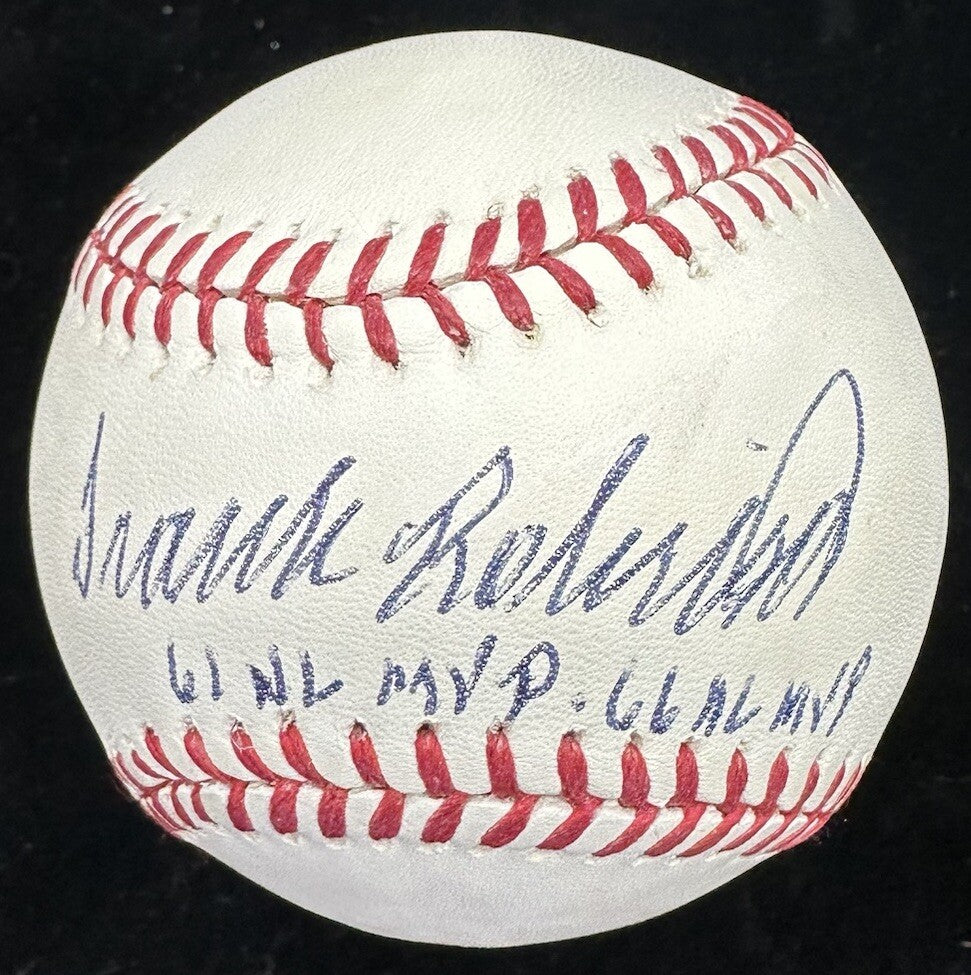 Frank Robinson
61 NL MVP. 66 AL MVP